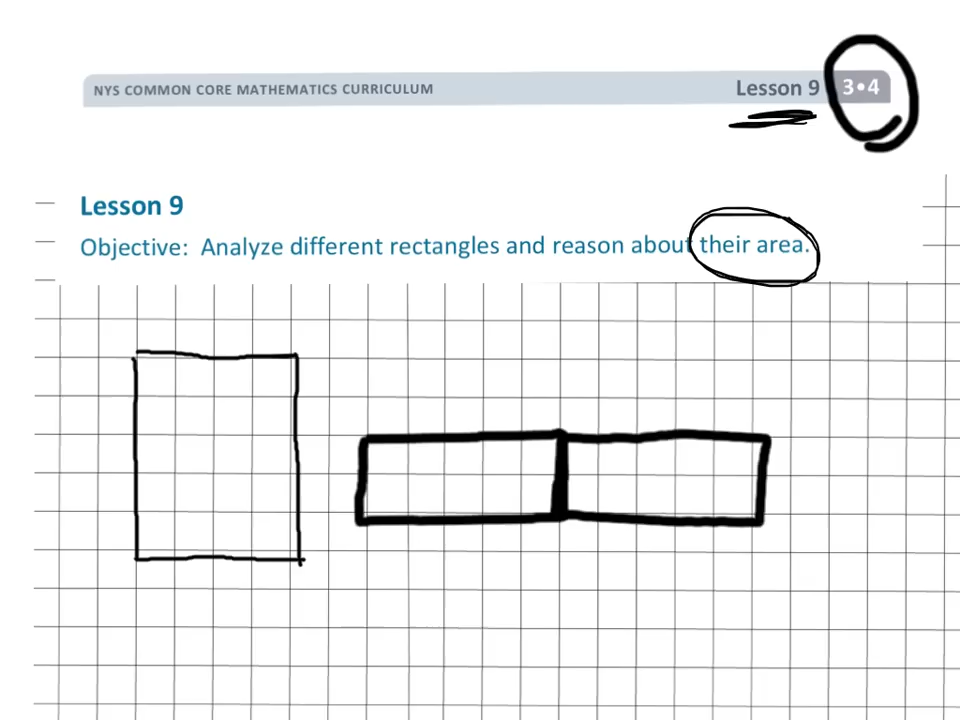 NYS COMMON CORE MATHEMATICS CURRICULUM Lesson 9 3•4
Lesson 9
Objective: Analyze different rectangles and reason about their area.